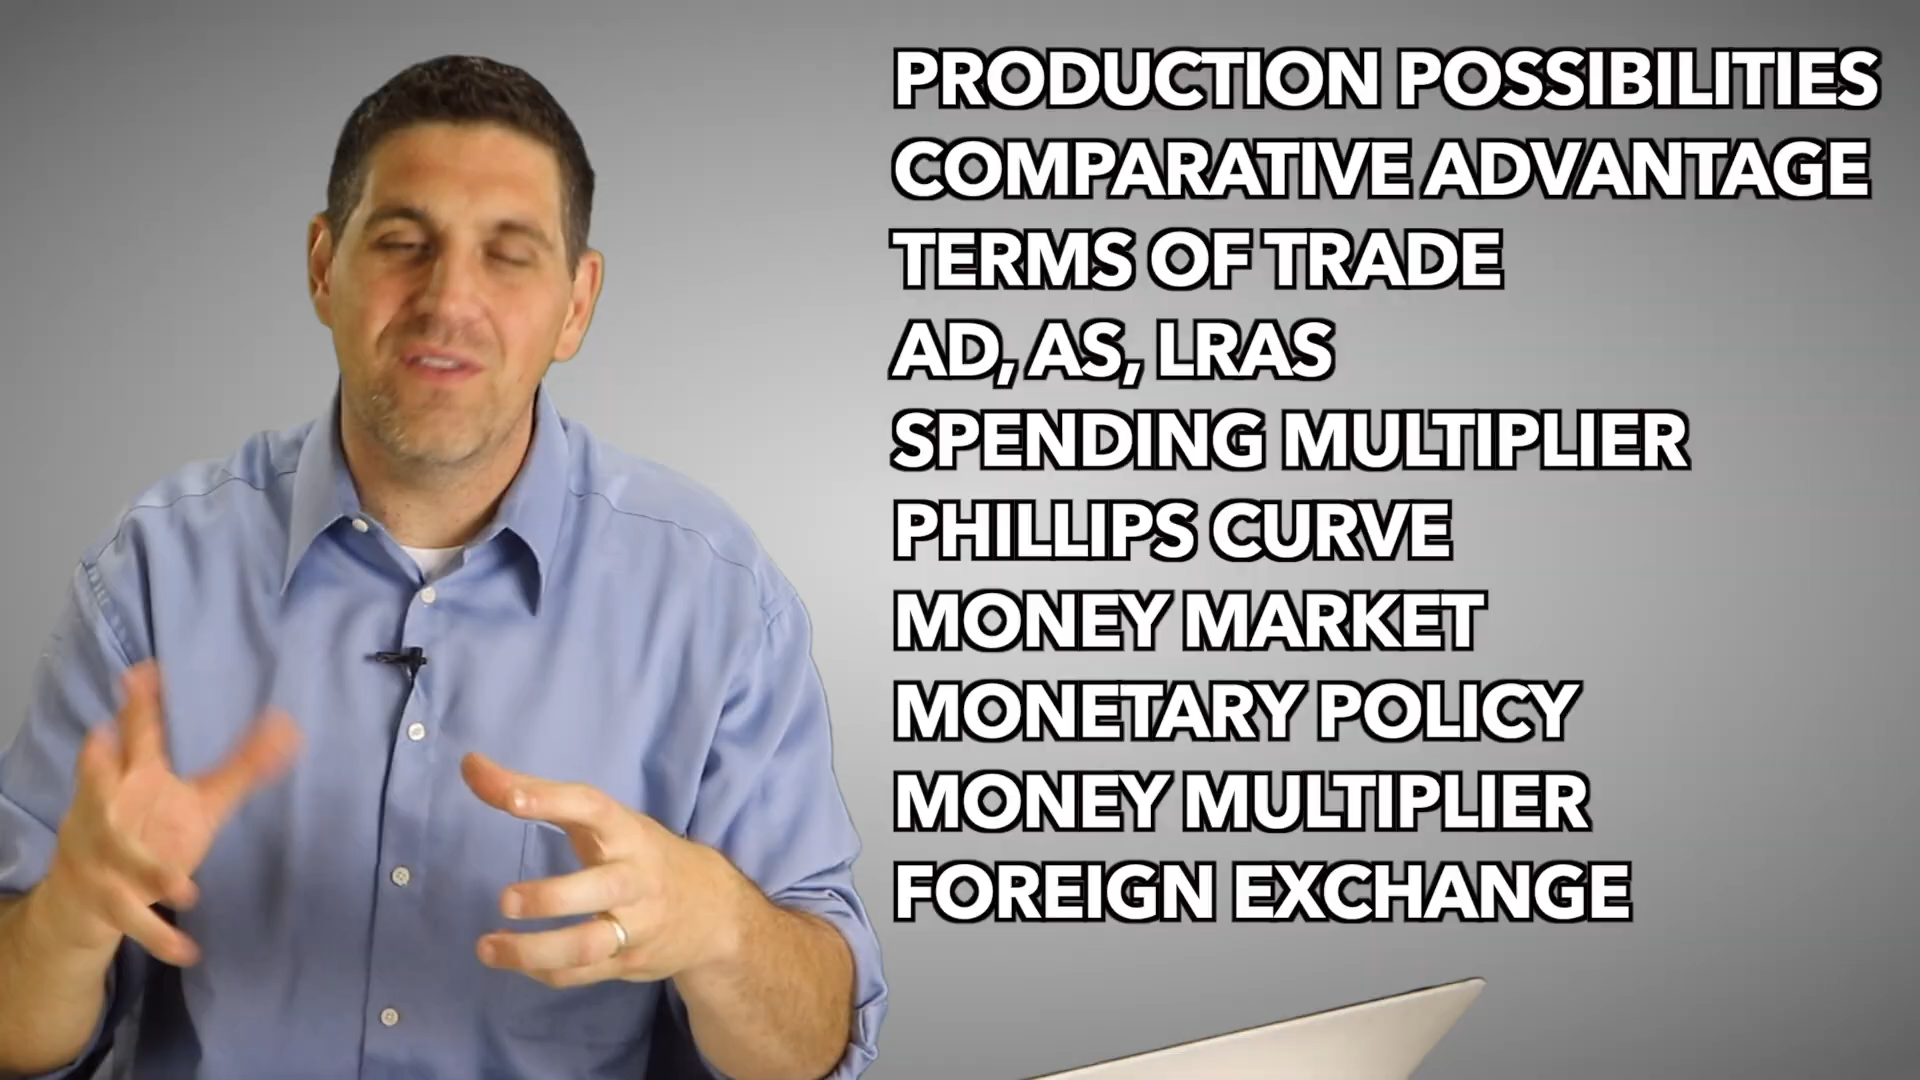 PRODUCTION POSSIBILITIES
COMPARATIVE ADVANTAGE
TERMS OF TRADE
AD, AS, LRAS
SPENDING MULTIPLIER
PHILLIPS CURVE
MONEY MARKET
MONETARY POLICY
MONEY MULTIPLIER
FOREIGN EXCHANGE